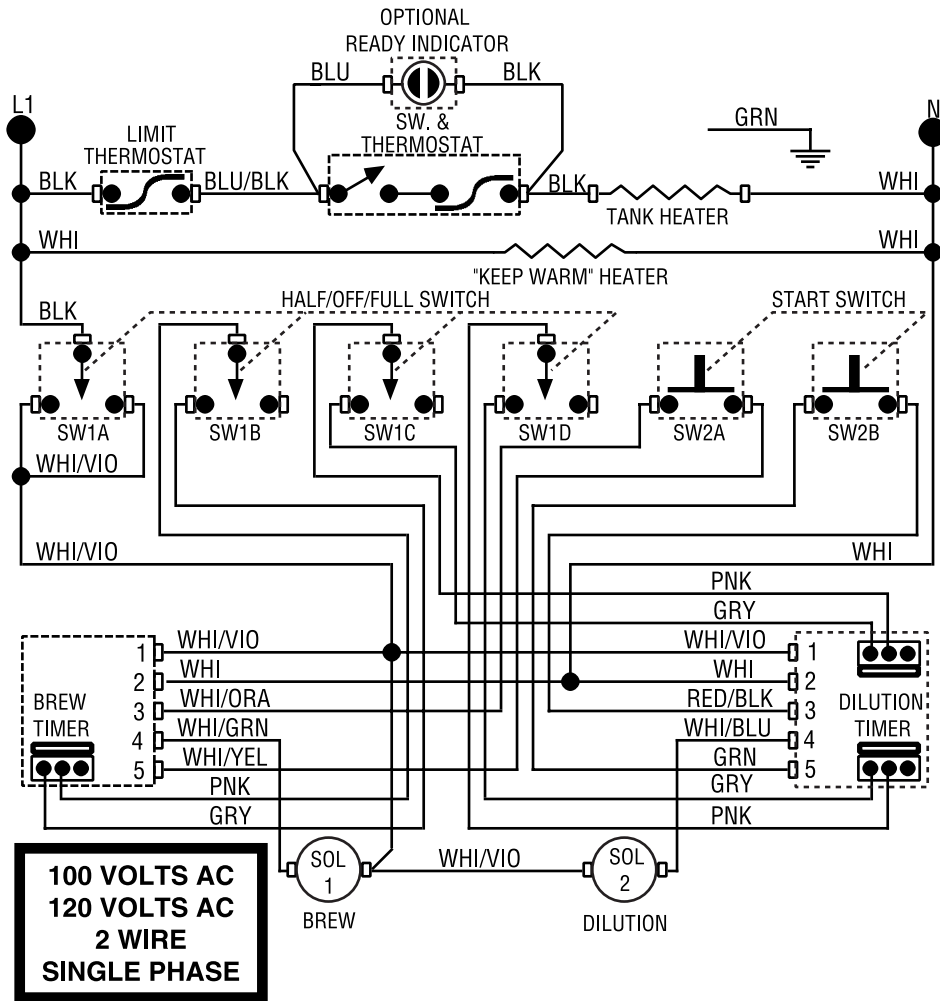 OPTIONAL
READY INDICATOR
BLU
BLK
L1
N
LIMIT
THERMOSTAT
SW. &
THERMOSTAT
GRN
BLK
BLU/BLK
BLK
WHI
TANK HEATER
WHI
WHI
"KEEP WARM" HEATER
BLK
HALF/OFF/FULL SWITCH
START SWITCH
SW1A
SW1B
SW1C
SW1D
SW2A
SW2B
WHI/VIO
WHI/VIO
WHI
PNK
GRY
BREW
TIMER
1
2
3
4
5
WHI/VIO
WHI
WHI/ORA
WHI/GRN
WHI/YEL
PNK
GRY
WHI/VIO
WHI
RED/BLK
WHI/BLU
GRN
GRY
PNK
1
2
3
4
5
DILUTION
TIMER
SOL
1
BREW
WHI/VIO
SOL
2
DILUTION
100 VOLTS AC
120 VOLTS AC
2 WIRE
SINGLE PHASE